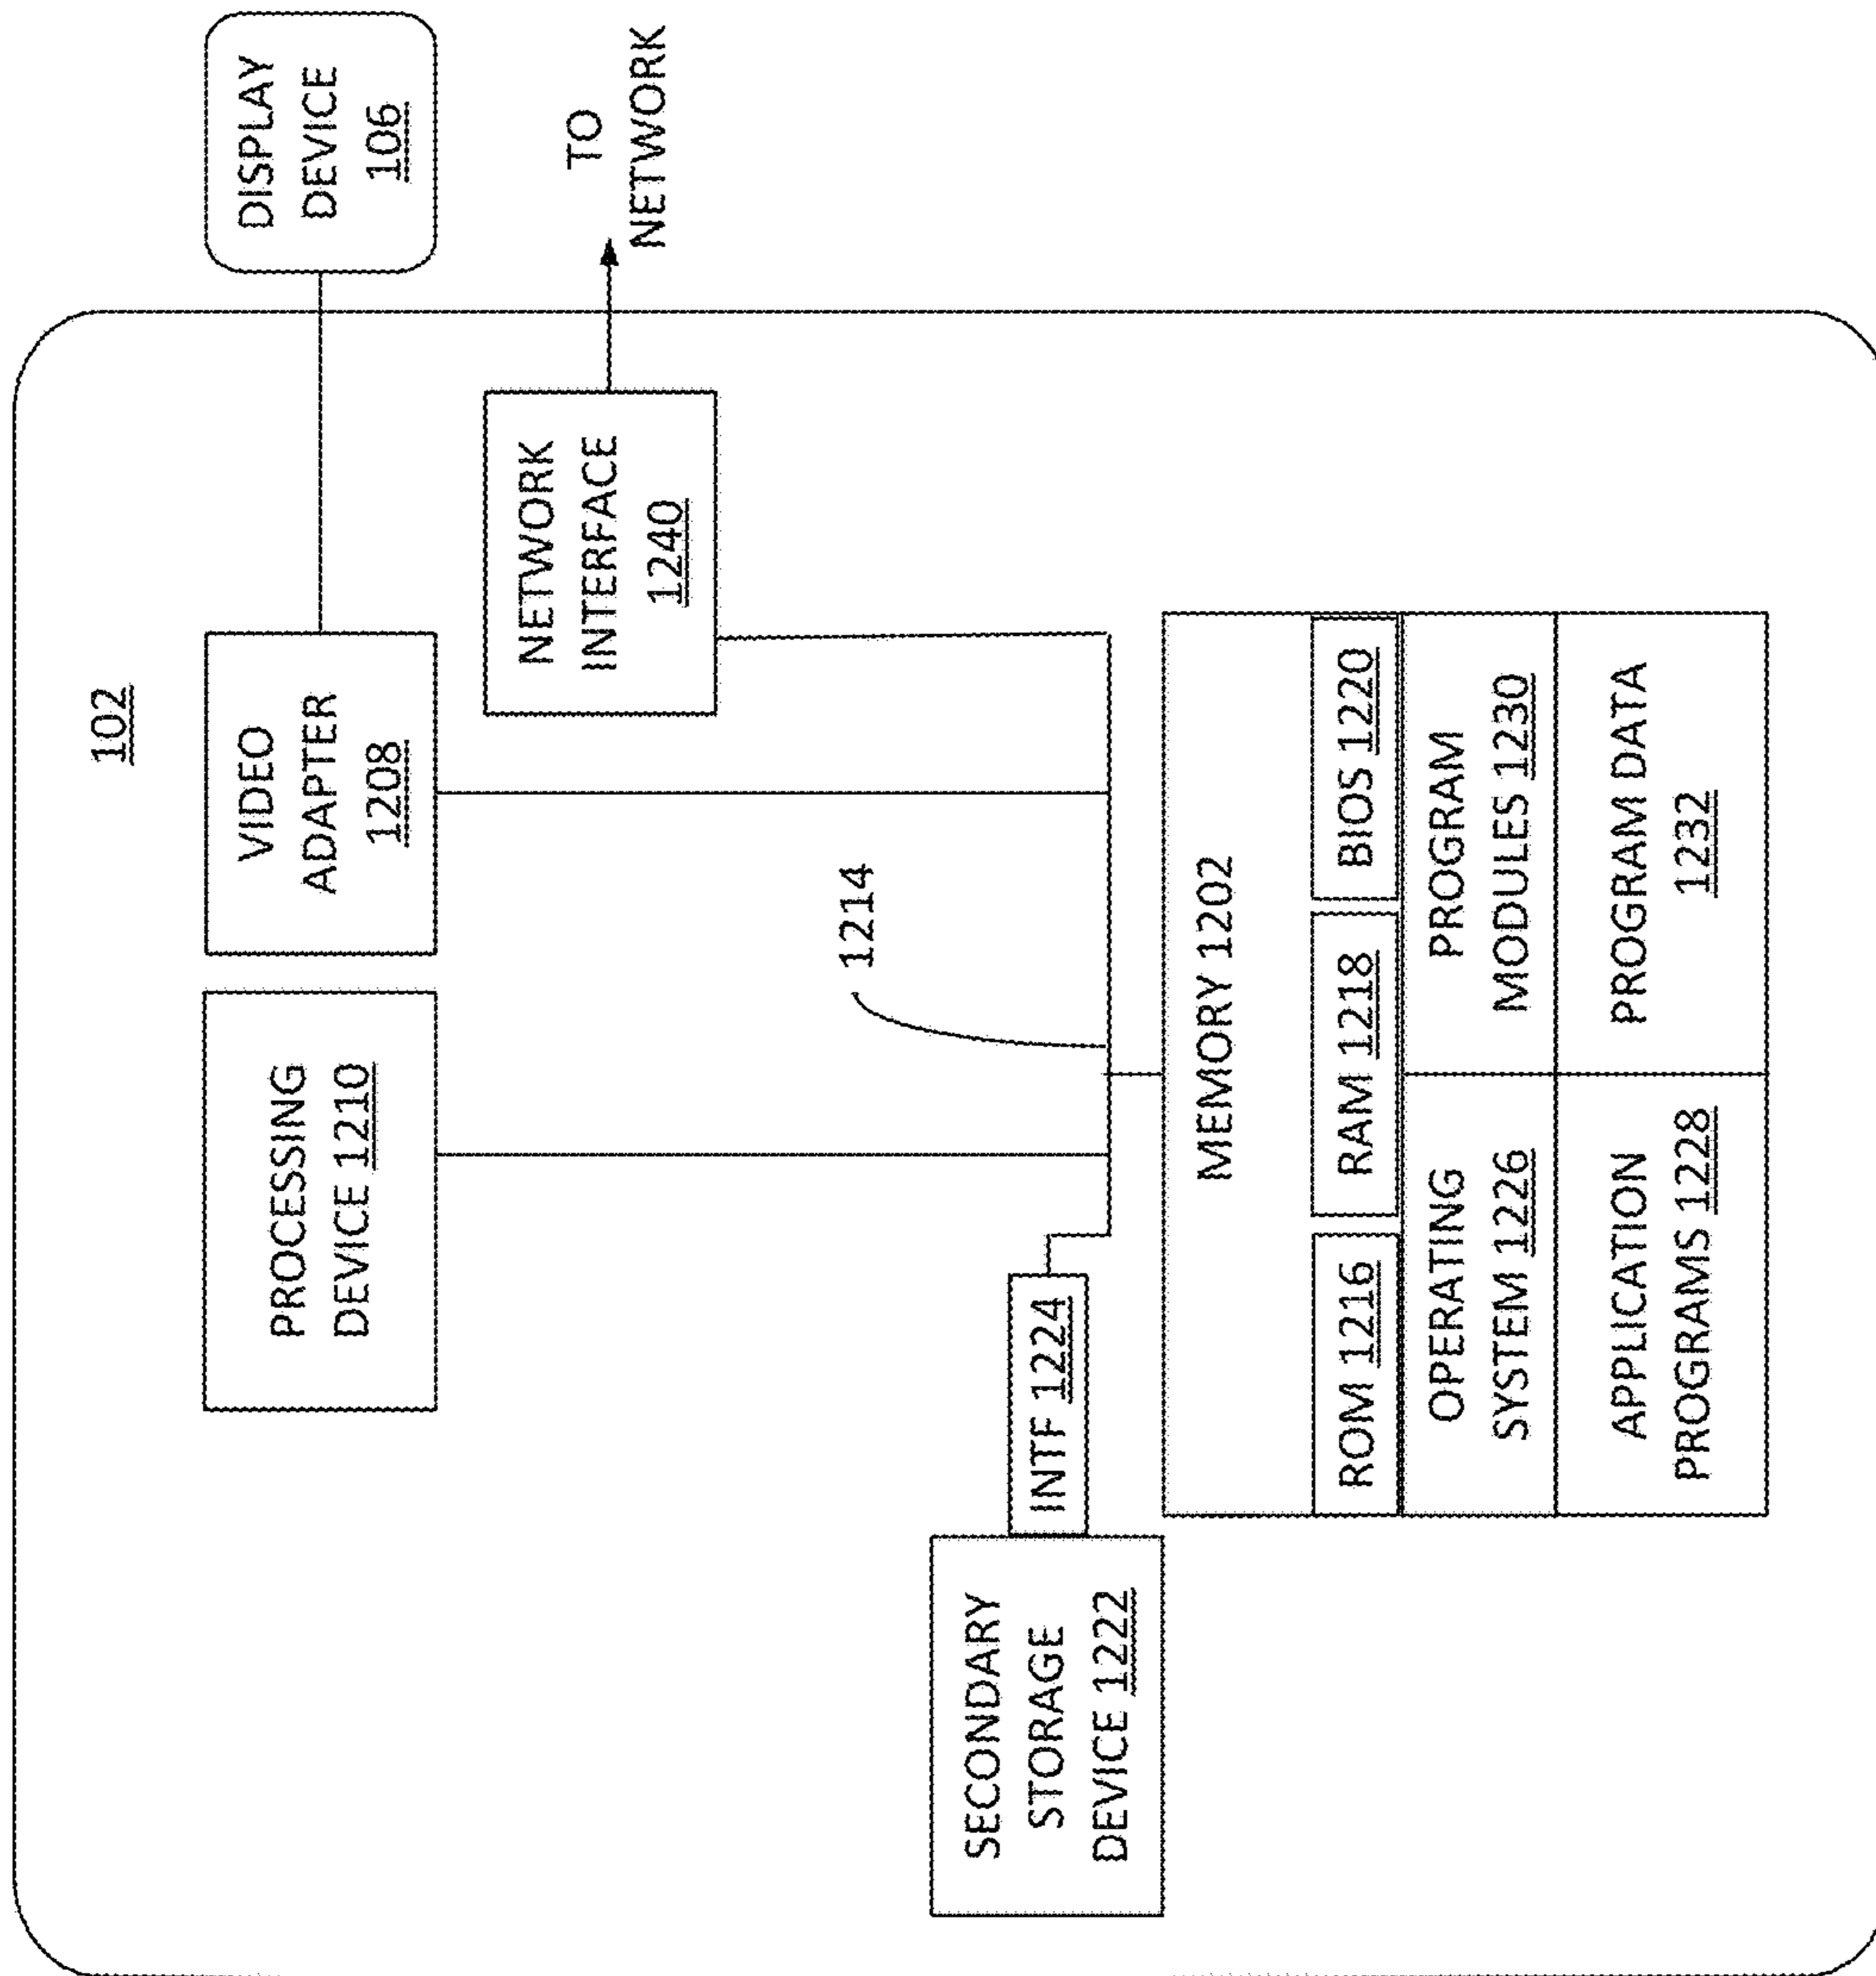 102
PROCESSING
DEVICE 1210
VIDEO
ADAPTER
1208
DISPLAY
DEVICE
106
NETWORK
INTERFACE
1240
TO
NETWORK
1214
SECONDARY
STORAGE
DEVICE 1222
INTF 1224
MEMORY 1202
ROM 1216
RAM 1218
BIOS 1220
OPERATING
SYSTEM 1226
PROGRAM
MODULES 1230
APPLICATION
PROGRAMS 1228
PROGRAM DATA
1232